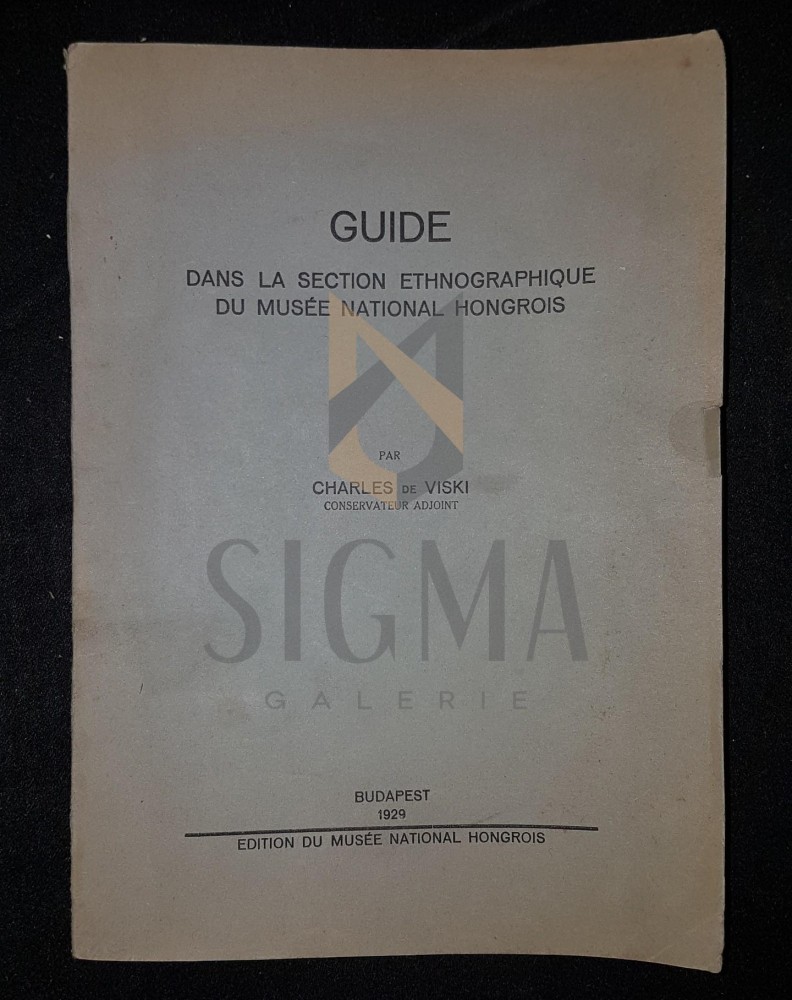 GUIDE
DANS LA SECTION ETHNOGRAPHIQUE
DU MUSÉE NATIONAL HONGROIS
PAR
CHARLES DE VISKI
CONSERVATEUR ADJOINT
SIGMA
GALERIE
BUDAPEST
1929
EDITION DU MUSÉE NATIONAL HONGROIS